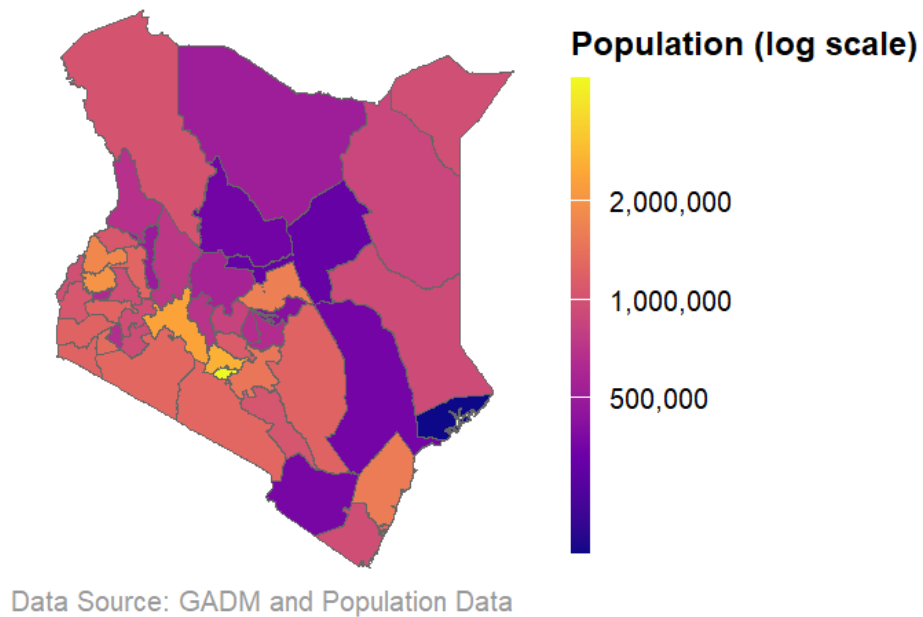 Population (log scale)
2,000,000
1,000,000
500,000
Data Source: GADM and Population Data